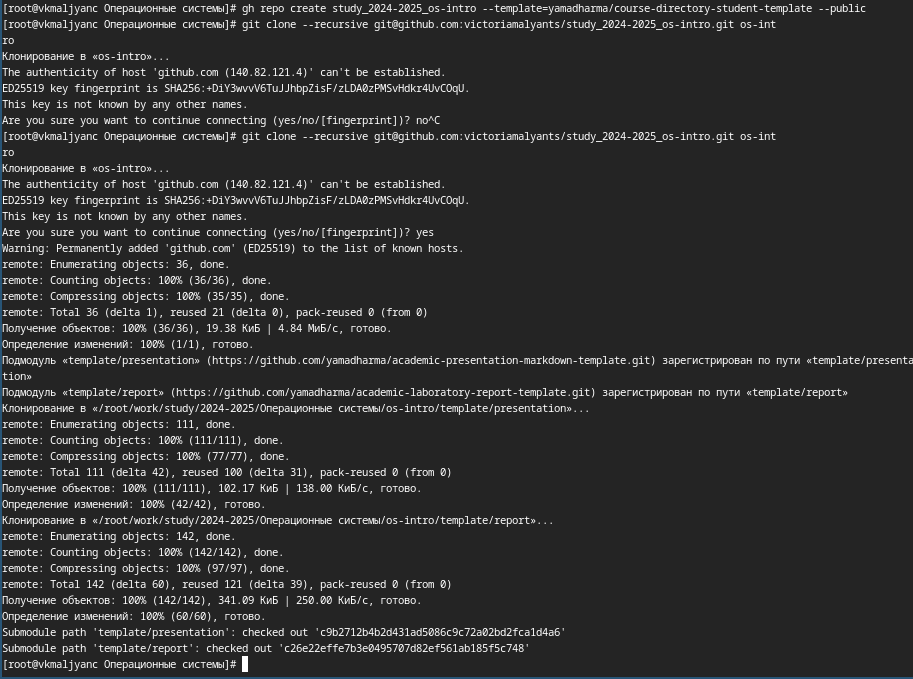 [root@vkmaljyanc Операционные системы]# gh repo create study_2024-2025_os-intro --template=yamadharma/course-directory-student-template --public
[root@vkmaljyanc Операционные системы]# git clone --recursive git@github.com:victoriamalyants/study_2024-2025_os-intro.git os-int
ro
Клонирование в «os-intro»...
The authenticity of host 'github.com (140.82.121.4)' can't be established.
ED25519 key fingerprint is SHA256:+DiY3wvvV6TuJJhbpZisF/zLDA0zPMSvHdkr4UvCOqU.
This key is not known by any other names.
Are you sure you want to continue connecting (yes/no/[fingerprint])? no^C
[root@vkmaljyanc Операционные системы]# git clone --recursive git@github.com:victoriamalyants/study_2024-2025_os-intro.git os-int
ro
Клонирование в «os-intro»...
The authenticity of host 'github.com (140.82.121.4)' can't be established.
ED25519 key fingerprint is SHA256:+DiY3wvvV6TuJJhbpZisF/zLDA0zPMSvHdkr4UvCOqU.
This key is not known by any other names.
Are you sure you want to continue connecting (yes/no/[fingerprint])? yes
Warning: Permanently added 'github.com' (ED25519) to the list of known hosts.
remote: Enumerating objects: 36, done.
remote: Counting objects: 100% (36/36), done.
remote: Compressing objects: 100% (35/35), done.
remote: Total 36 (delta 1), reused 21 (delta 0), pack-reused 0 (from 0)
Получение объектов: 100% (36/36), 19.38 КиБ | 4.84 МиБ/с, готово.
Определение изменений: 100% (1/1), готово.
Подмодуль «template/presentation» (https://github.com/yamadharma/academic-presentation-markdown-template.git) зарегистрирован по пути «template/presenta
tion»
Подмодуль «template/report» (https://github.com/yamadharma/academic-laboratory-report-template.git) зарегистрирован по пути «template/report»
Клонирование в «/root/work/study/2024-2025/Операционные системы/os-intro/template/presentation»...
remote: Enumerating objects: 111, done.
remote: Counting objects: 100% (111/111), done.
remote: Compressing objects: 100% (77/77), done.
remote: Total 111 (delta 42), reused 100 (delta 31), pack-reused 0 (from 0)
Получение объектов: 100% (111/111), 102.17 КиБ | 138.00 КиБ/с, готово.
Определение изменений: 100% (42/42), готово.
Клонирование в «/root/work/study/2024-2025/Операционные системы/os-intro/template/report»...
remote: Enumerating objects: 142, done.
remote: Counting objects: 100% (142/142), done.
remote: Compressing objects: 100% (97/97), done.
remote: Total 142 (delta 60), reused 121 (delta 39), pack-reused 0 (from 0)
Получение объектов: 100% (142/142), 341.09 КиБ | 250.00 КиБ/с, готово.
Определение изменений: 100% (60/60), готово.
Submodule path 'template/presentation': checked out 'c9b2712b4b2d431ad5086c9c72a02bd2fca1d4a6'
Submodule path 'template/report': checked out 'c26e22effe7b3e0495707d82ef561ab185f5c748'
[root@vkmaljyanc Операционные системы]#